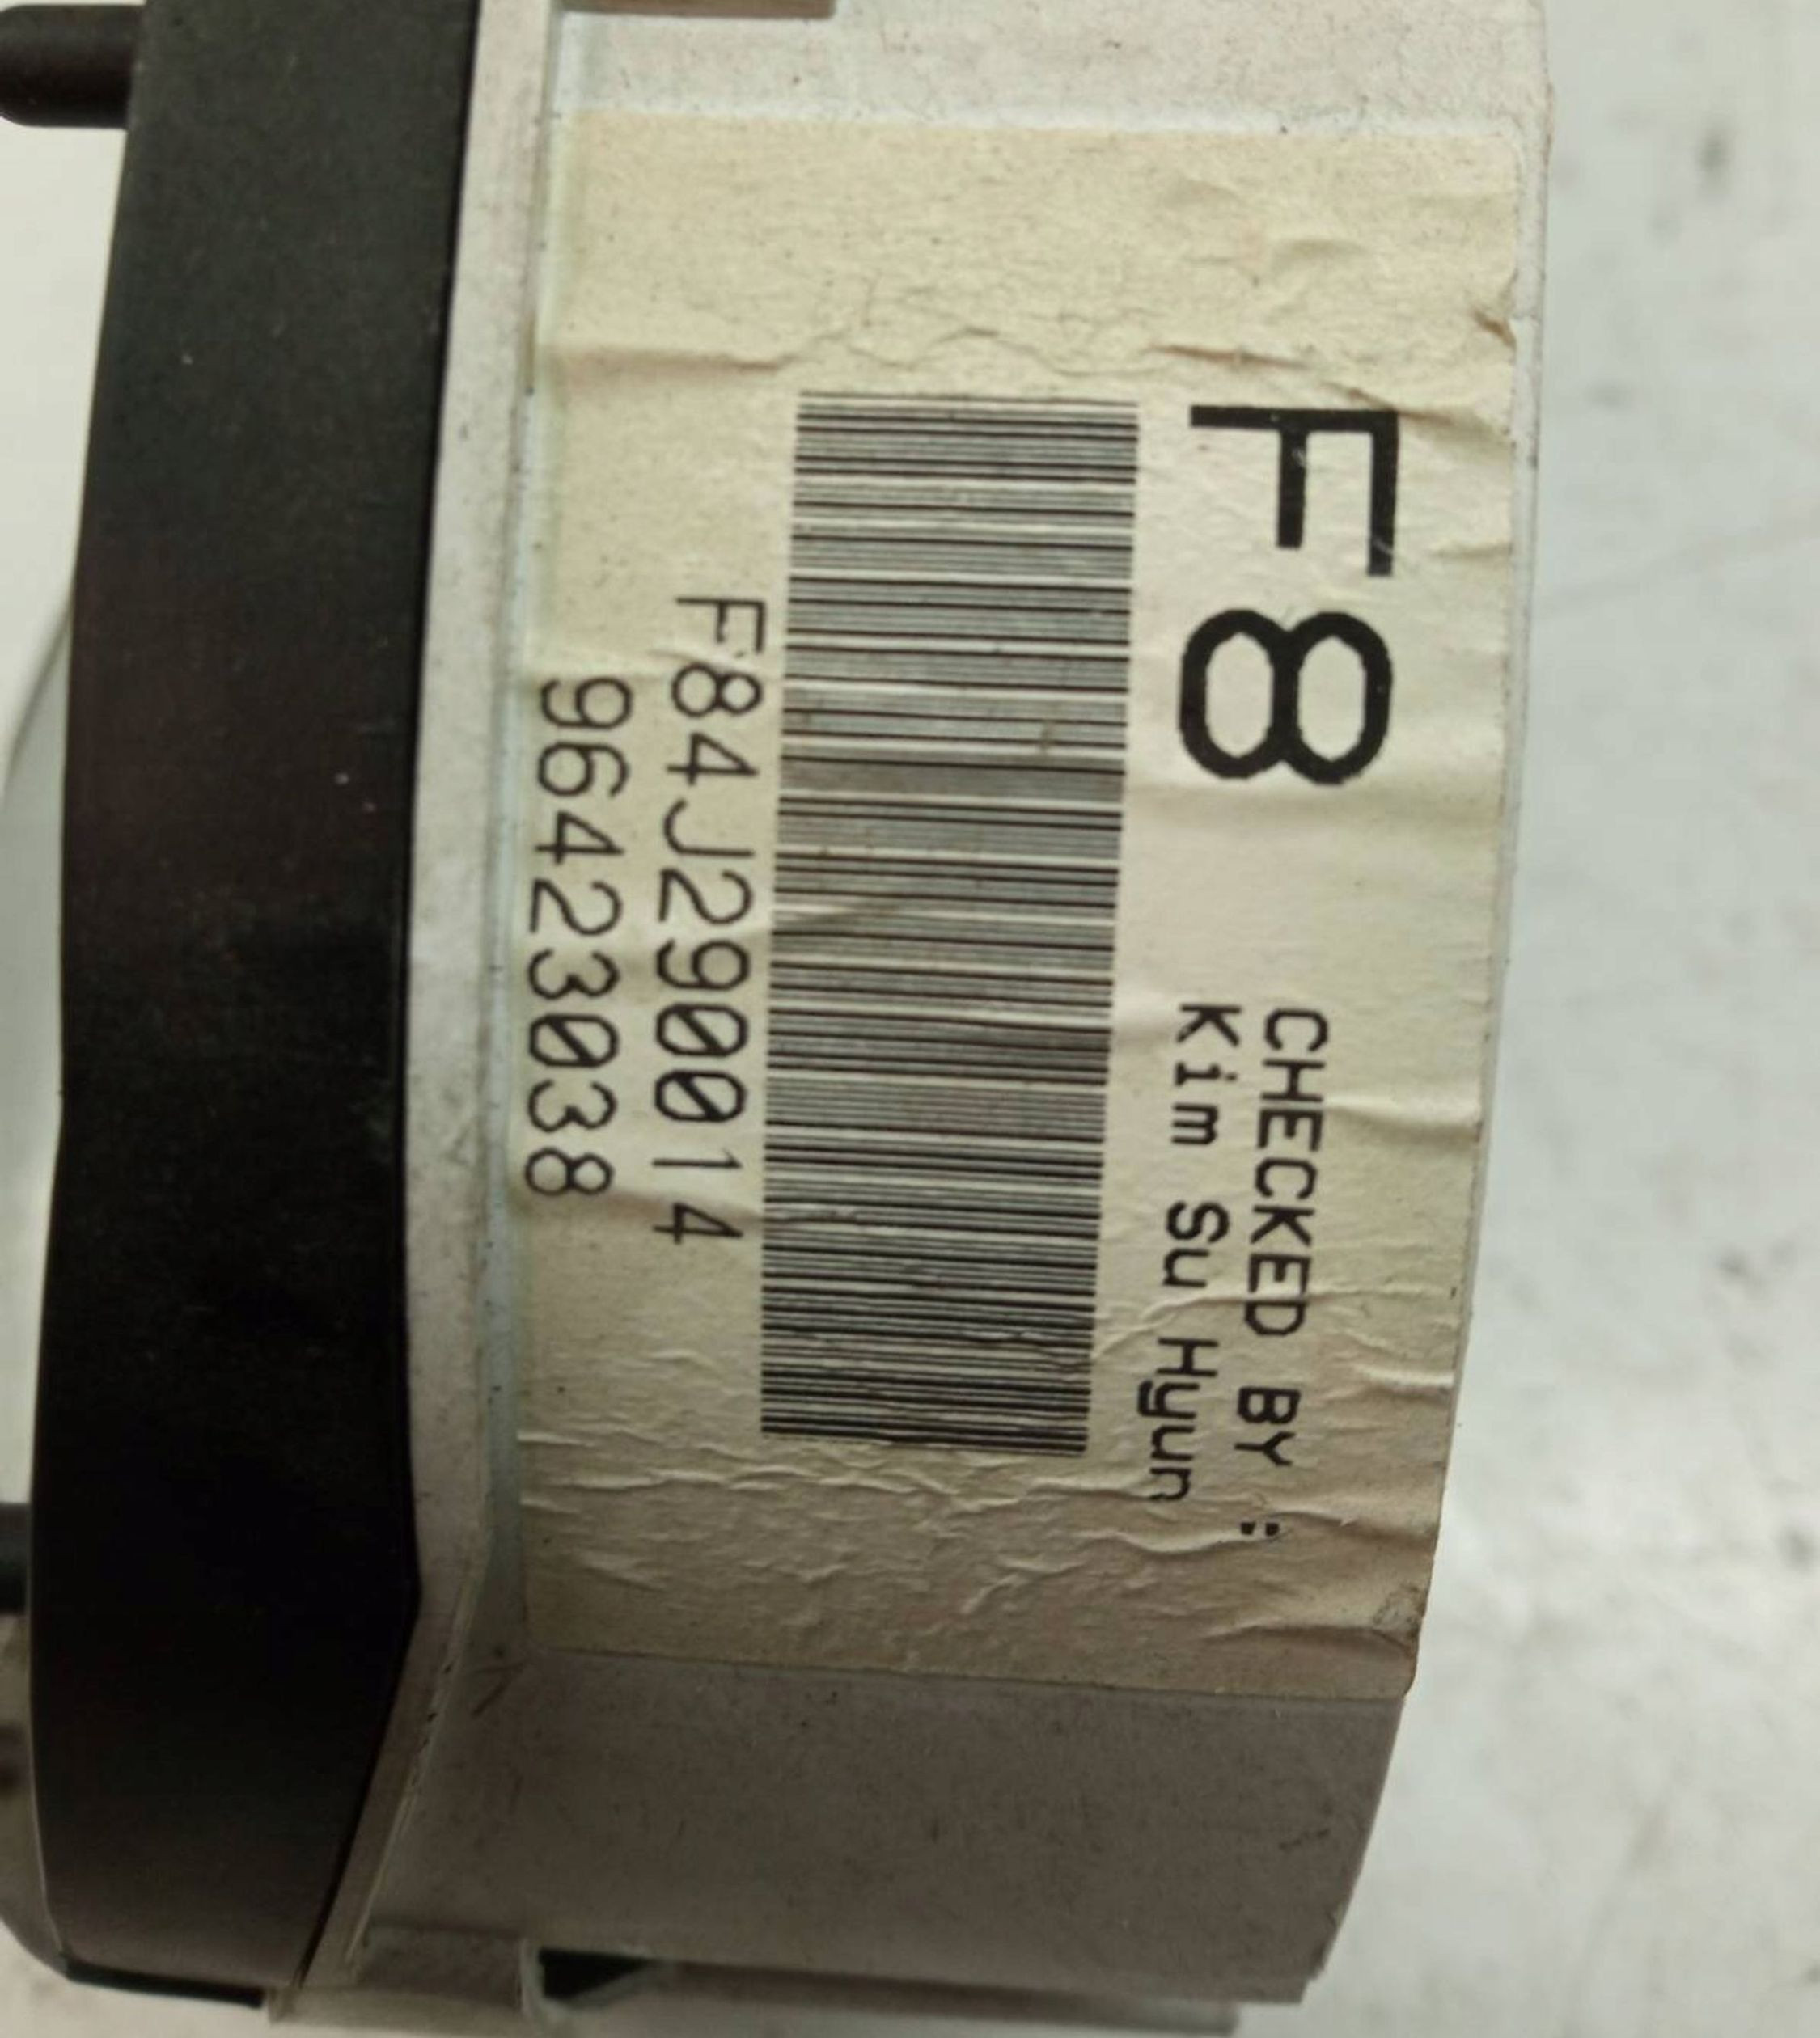 F8
CHECKED BY :
Kim Su Hyun
F84J290014
96423038